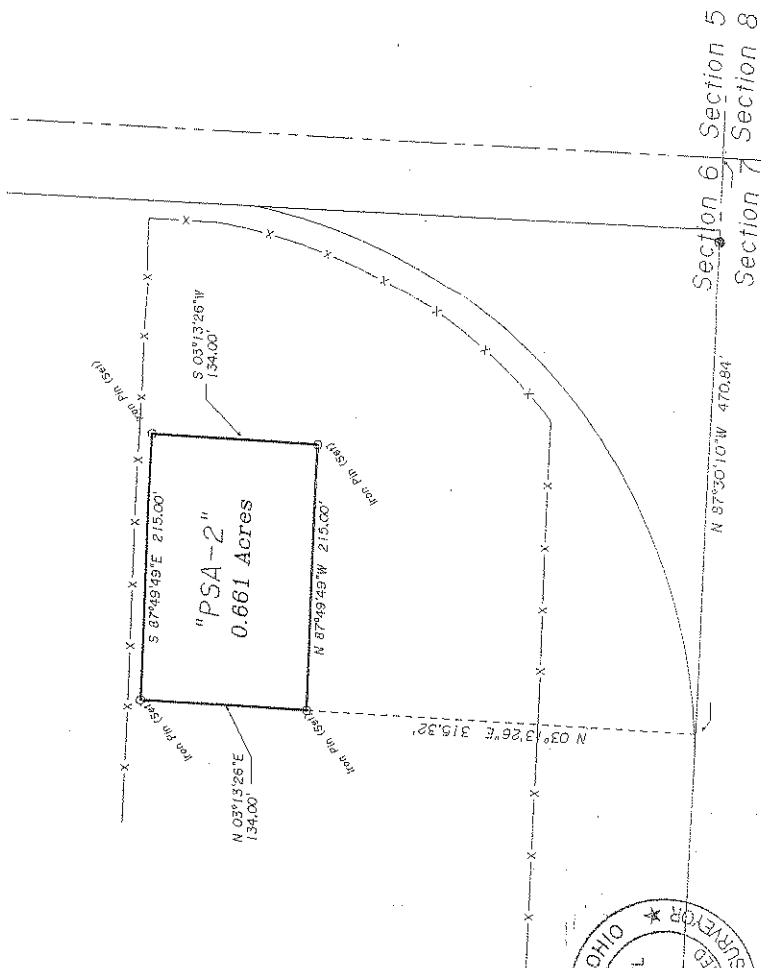 Section 6 Section 5
Section 7 Section 8
S 03°13'26"W
134.00'
Iron Pin (Set)
S 87°49'49"E 215.00'
"PSA-2"
0.661 Acres
N 87°49'49"W 215.00'
Iron Pin (Set)
Iron Pin (Set)
Iron Pin (Set)
N 03°13'26"E
134.00'
N 03°13'26"E 315.32'
N 87°30'10"W 470.84'
OHIO
★ SURVEYOR